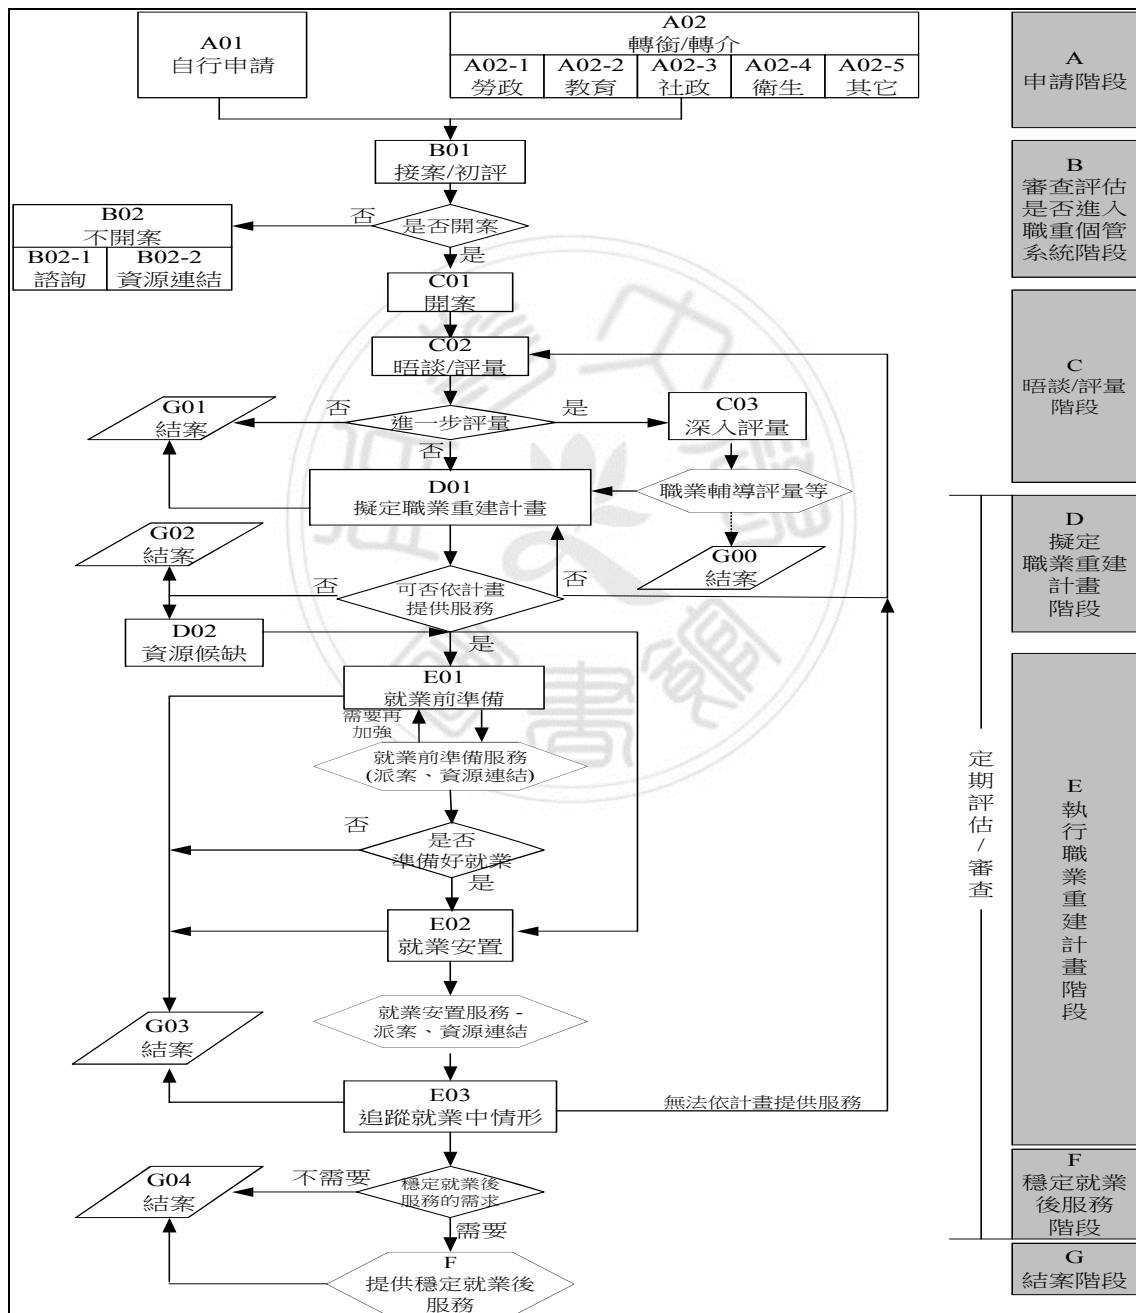 A01
自行申請
A02
轉銜/轉介
A02-1
勞政
A02-2
教育
A02-3
社政
A02-4
衛生
A02-5
其它
A
申請階段
B01
接案/初評
是否開案
否
是
B02
不開案
B02-1
諮詢
B02-2
資源連結
B
審查評估
是否進入
職重個管
系統階段
C01
開案
C02
晤談/評量
進一步評量
否
是
否
G01
結案
C03
深入評量
職業輔導評量等
G00
結案
C
晤談/評量
階段
D01
擬定職業重建計畫
G02
結案
可否依計畫
提供服務
否
否
是
D02
資源候缺
D
擬定
職業重建
計畫
階段
E01
就業前準備
需要再
加強
就業前準備服務
(派案、資源連結)
是否
準備好就業
否
是
E02
就業安置
就業安置服務-
派案、資源連結
G03
結案
E03
追蹤就業中情形
無法依計畫提供服務
定期評估/審查
E
執行職業重建計畫階段
穩定就業後
服務的需求
不需要
需要
G04
結案
F
提供穩定就業後
服務
F
穩定就業
後服務
階段
G
結案階段